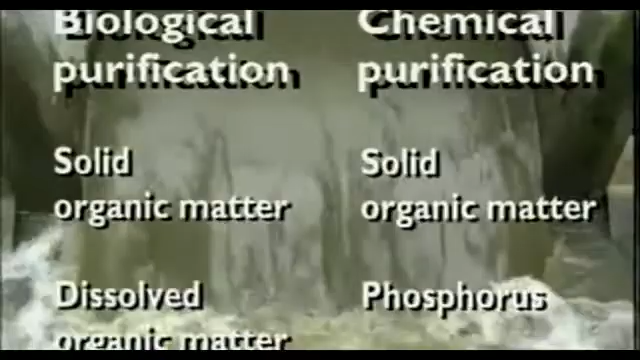 Biological
purification
Solid
organic matter
Dissolved
organic matter
Chemical
purification
Solid
organic matter
Phosphorus